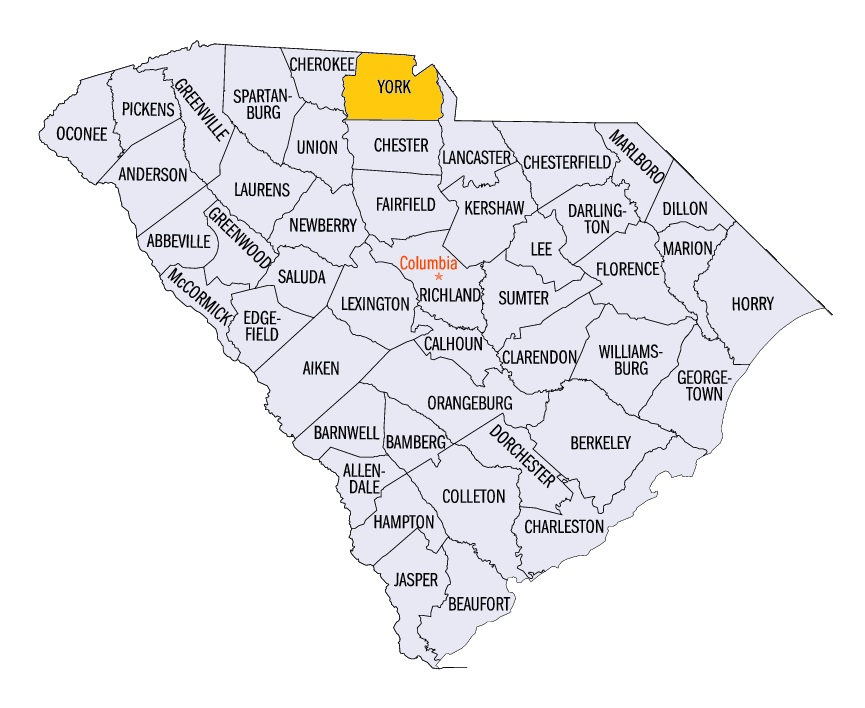 CHEROKEE
YORK
GREENVILLE
SPARTAN-
BURG
PICKENS
OCONEE
UNION
CHESTER
LANCASTER
CHESTERFIELD
MARLBORO
ANDERSON
LAURENS
FAIRFIELD
KERSHAW
DARLING-
TON
DILLON
NEWBERRY
ABBEVILLE
GREENWOOD
LEE
MARION
FLORENCE
Columbia
SALUDA
McCORMICK
LEXINGTON
RICHLAND
SUMTER
HORRY
EDGE-
FIELD
CALHOUN
CLARENDON
WILLIAMS-
BURG
AIKEN
GEORGE-
TOWN
ORANGEBURG
BARNWELL
BAMBERG
DORCHESTER
BERKELEY
ALLEN-
DALE
COLLETON
HAMPTON
CHARLESTON
JASPER
BEAUFORT